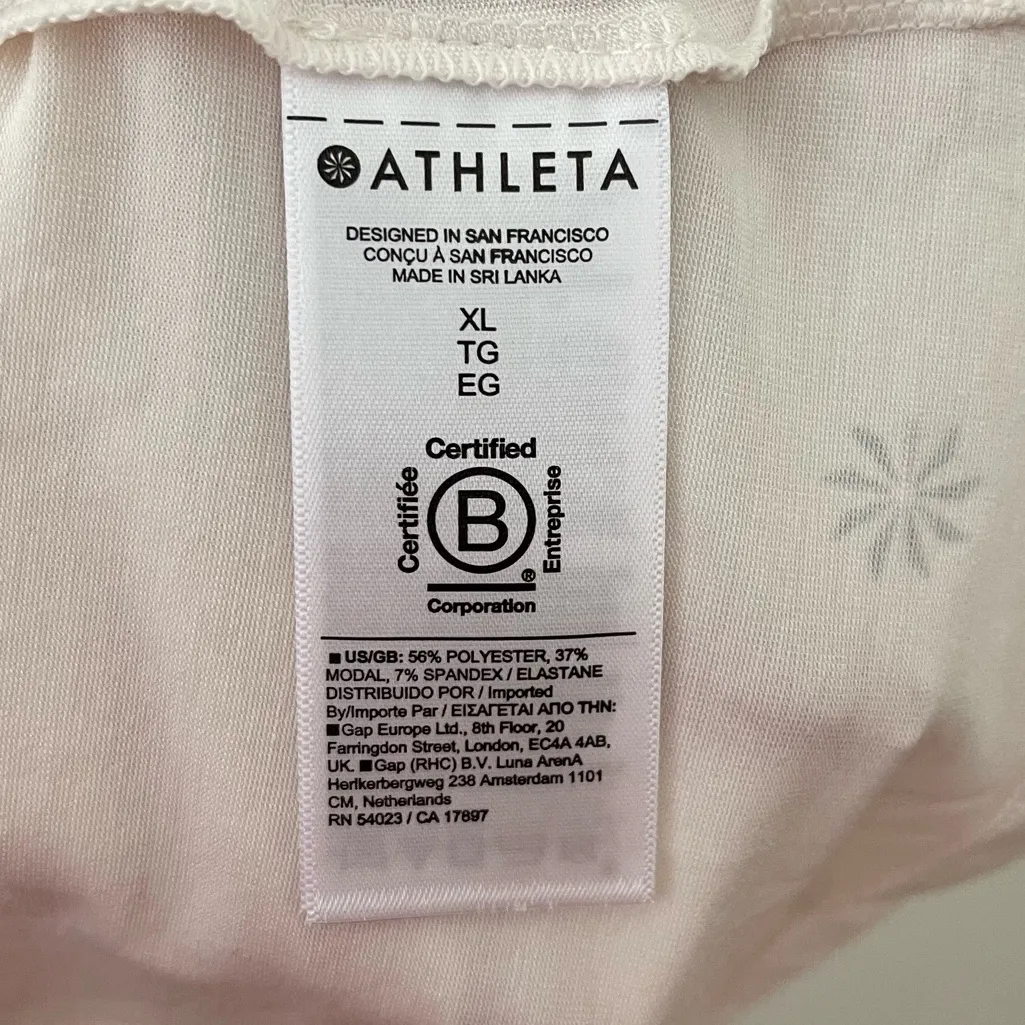 ATHLETA
DESIGNED IN SAN FRANCISCO
CONÇU À SAN FRANCISCO
MADE IN SRI LANKA
XL
TG
EG
Certified
Certifiée
B
Entreprise
®
Corporation
■ US/GB: 56% POLYESTER, 37%
MODAL, 7% SPANDEX / ELASTANE
DISTRIBUIDO POR / Imported
By/Importe Par / ΕΙΣΑΓΕΤΑΙ ΑΠΟ ΤΗΝ:
■Gap Europe Ltd., 8th Floor, 20
Farringdon Street, London, EC4A 4AB,
UK. ■Gap (RHC) B.V. Luna ArenA
Herikerbergweg 238 Amsterdam 1101
CM, Netherlands
RN 54023 / CA 17897